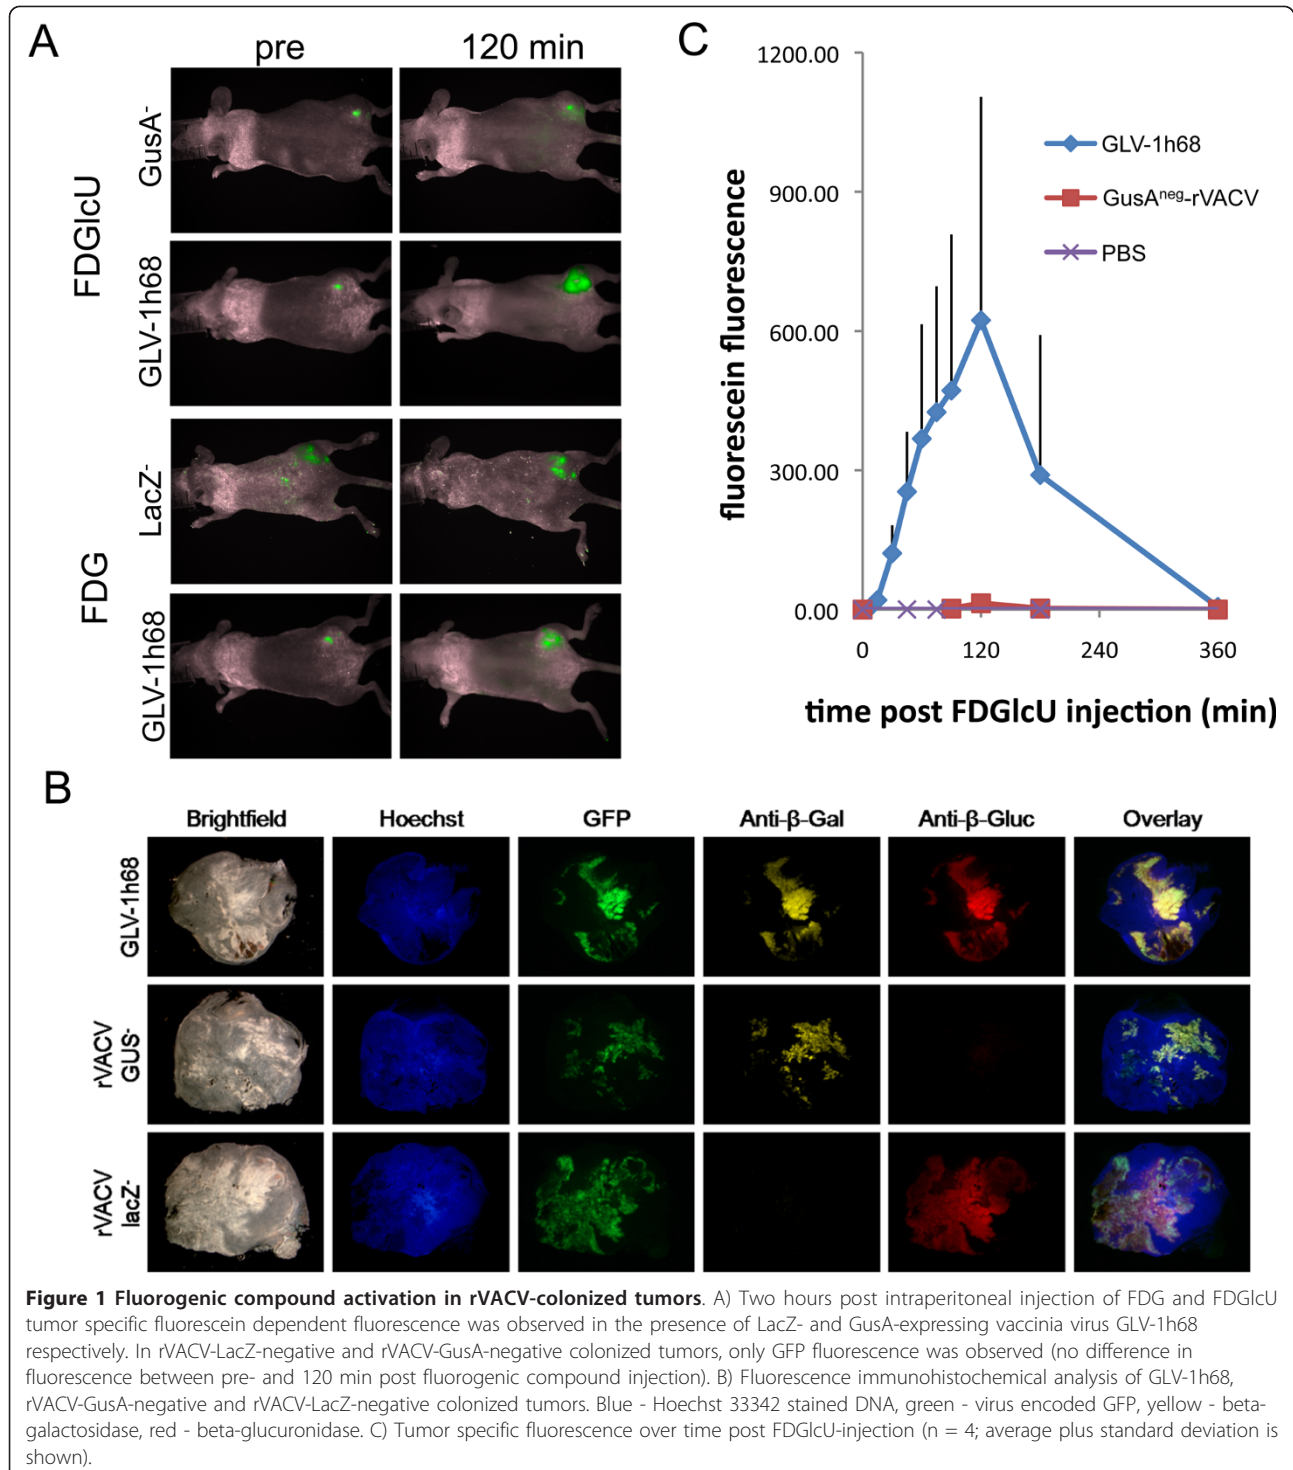 A
pre
120 min
FDGlcU
GusA-
GLV-1h68
FDG
LacZ-
GLV-1h68
C
1200.00
900.00
600.00
300.00
0.00
fluorescein fluorescence
0
120
240
360
time post FDGlcU injection (min)
GLV-1h68
GusAneg-rVACV
PBS
B
Brightfield
Hoechst
GFP
Anti-β-Gal
Anti-β-Gluc
Overlay
GLV-1h68
rVACV
GUS-
rVACV
lacZ-
Figure 1 Fluorogenic compound activation in rVACV-colonized tumors. A) Two hours post intraperitoneal injection of FDG and FDGlcU
tumor specific fluorescein dependent fluorescence was observed in the presence of LacZ- and GusA-expressing vaccinia virus GLV-1h68
respectively. In rVACV-LacZ-negative and rVACV-GusA-negative colonized tumors, only GFP fluorescence was observed (no difference in
fluorescence between pre- and 120 min post fluorogenic compound injection). B) Fluorescence immunohistochemical analysis of GLV-1h68,
rVACV-GusA-negative and rVACV-LacZ-negative colonized tumors. Blue - Hoechst 33342 stained DNA, green - virus encoded GFP, yellow - beta-
galactosidase, red - beta-glucuronidase. C) Tumor specific fluorescence over time post FDGlcU-injection (n = 4; average plus standard deviation is
shown).